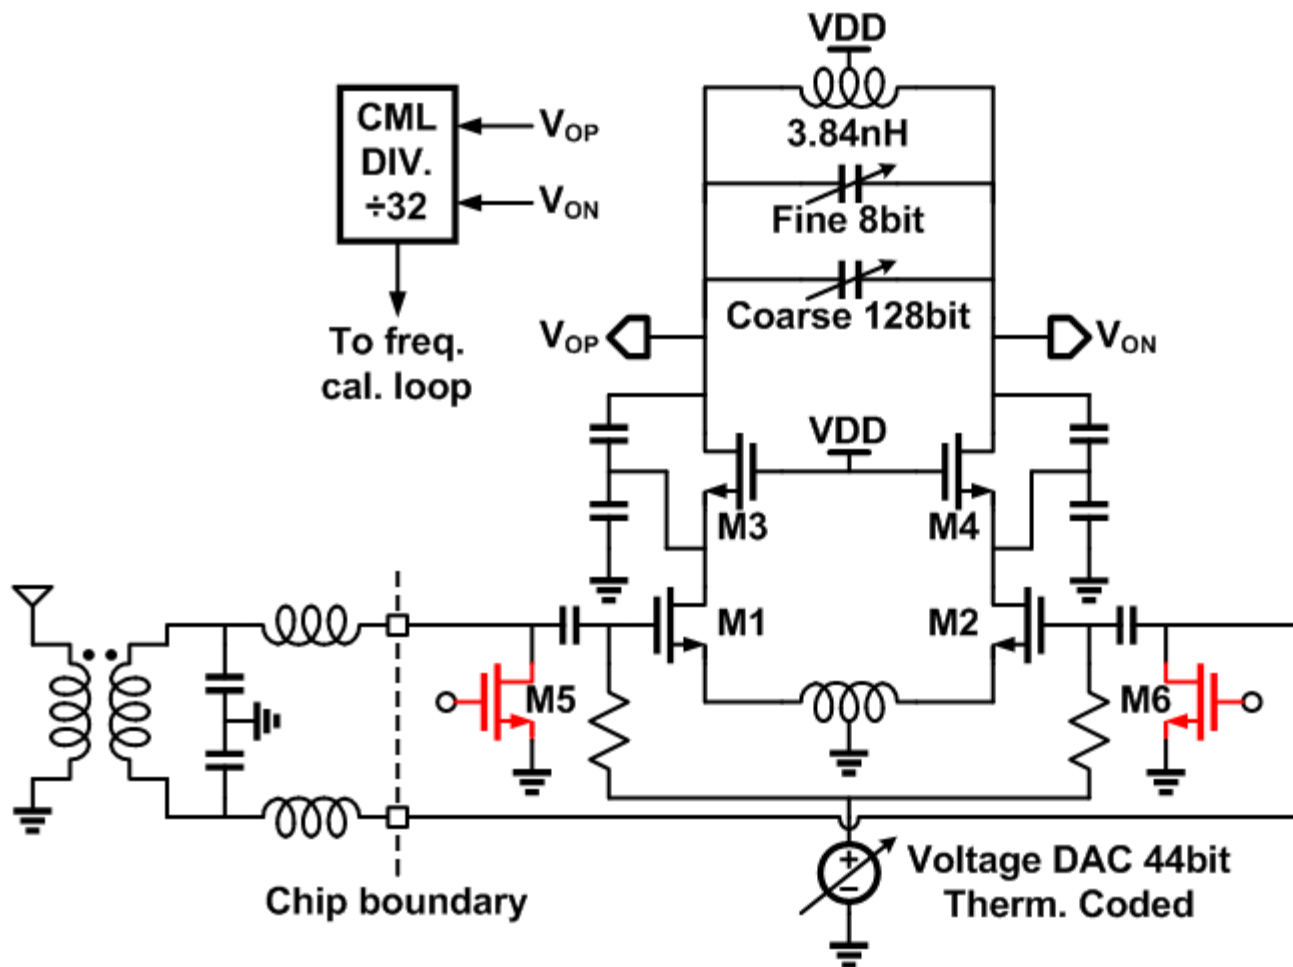 VDD
CML
DIV.
÷32
VOP
VON
3.84nH
Fine 8bit
Coarse 128bit
To freq.
cal. loop
VOP
VON
VDD
M3
M4
M1
M2
M5
M6
+
−
Voltage DAC 44bit
Therm. Coded
Chip boundary